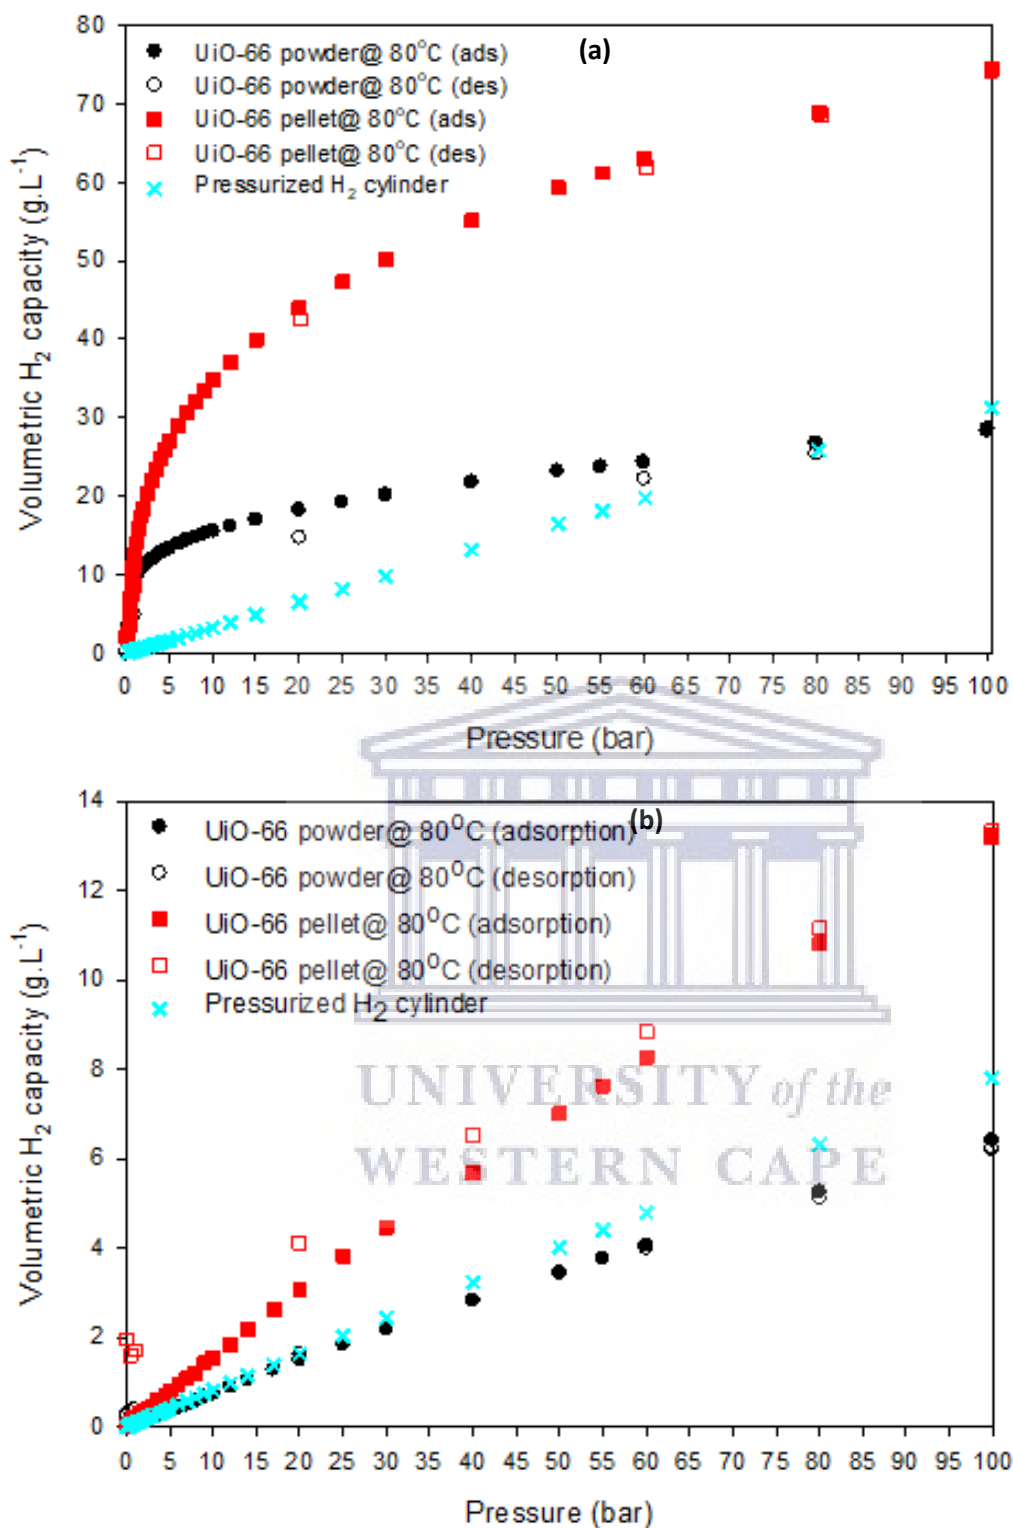 (a)
UiO-66 powder@ 80°C (ads)
UiO-66 powder@ 80°C (des)
UiO-66 pellet@ 80°C (ads)
UiO-66 pellet@ 80°C (des)
Pressurized H₂ cylinder
Volumetric H₂ capacity (g.L⁻¹)
80
70
60
50
40
30
20
10
0
0 5 10 15 20 25 30 35 40 45 50 55 60 65 70 75 80 85 90 95 100
Pressure (bar)
(b)
UiO-66 powder@ 80⁰C (adsorption)
UiO-66 powder@ 80⁰C (desorption)
UiO-66 pellet@ 80⁰C (adsorption)
UiO-66 pellet@ 80⁰C (desorption)
Pressurized H₂ cylinder
Volumetric H₂ capacity (g.L⁻¹)
14
12
10
8
6
4
2
0
UNIVERSITY of the
WESTERN CAPE
0 5 10 15 20 25 30 35 40 45 50 55 60 65 70 75 80 85 90 95 100
Pressure (bar)